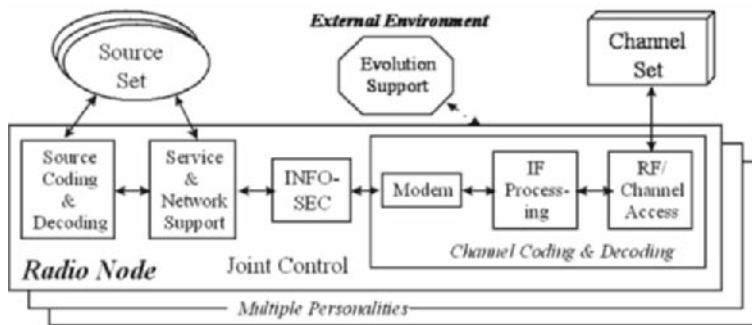 External Environment
Source
Set
Evolution
Support
Channel
Set
Source
Coding
&
Decoding
Service
&
Network
Support
INFO-
SEC
Modem
IF
Process-
ing
RF/
Channel
Access
Channel Coding & Decoding
Radio Node
Joint Control
Multiple Personalities